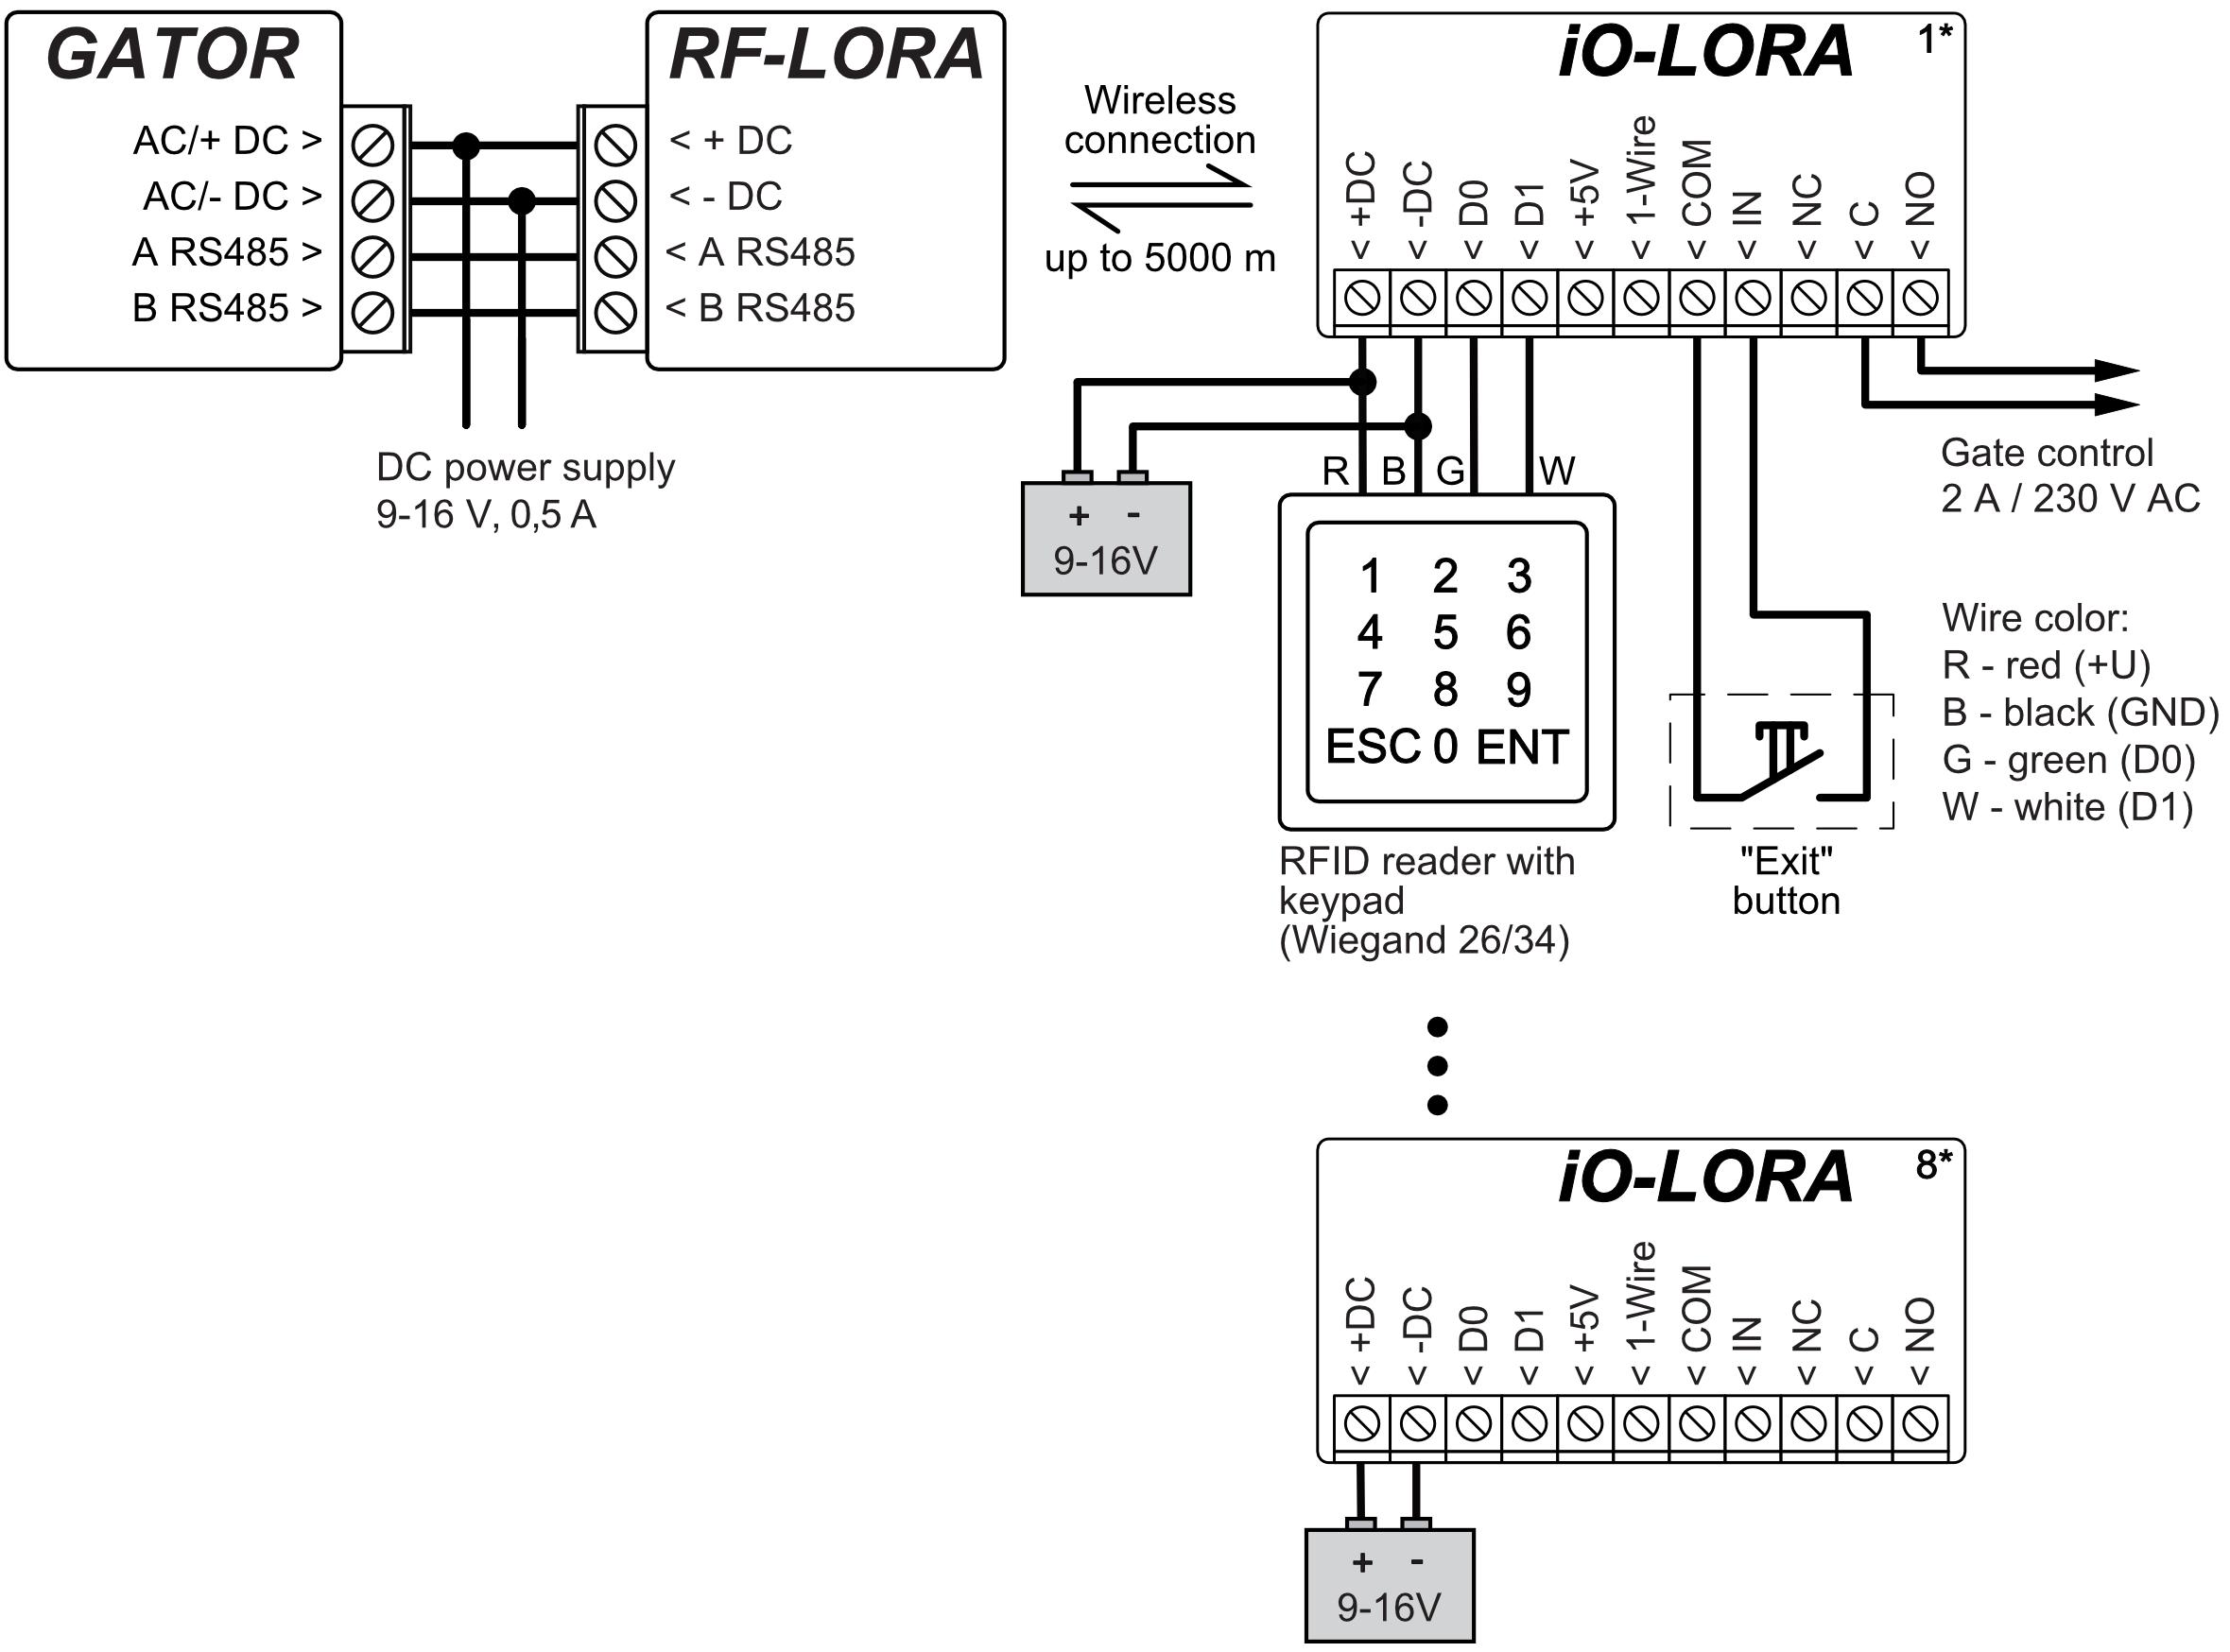 GATOR
AC/+ DC >
AC/- DC >
A RS485 >
B RS485 >
RF-LORA
< + DC
< - DC
< A RS485
< B RS485
DC power supply
9-16 V, 0,5 A
Wireless
connection
up to 5000 m
iO-LORA 1*
< +DC
< -DC
< D0
< D1
< +5V
< 1-Wire
< COM
< IN
< NC
< C
< NO
+ -
9-16V
R B G W
1 2 3
4 5 6
7 8 9
ESC 0 ENT
RFID reader with
keypad
(Wiegand 26/34)
"Exit"
button
Gate control
2 A / 230 V AC
Wire color:
R - red (+U)
B - black (GND)
G - green (D0)
W - white (D1)
iO-LORA 8*
< +DC
< -DC
< D0
< D1
< +5V
< 1-Wire
< COM
< IN
< NC
< C
< NO
+ -
9-16V